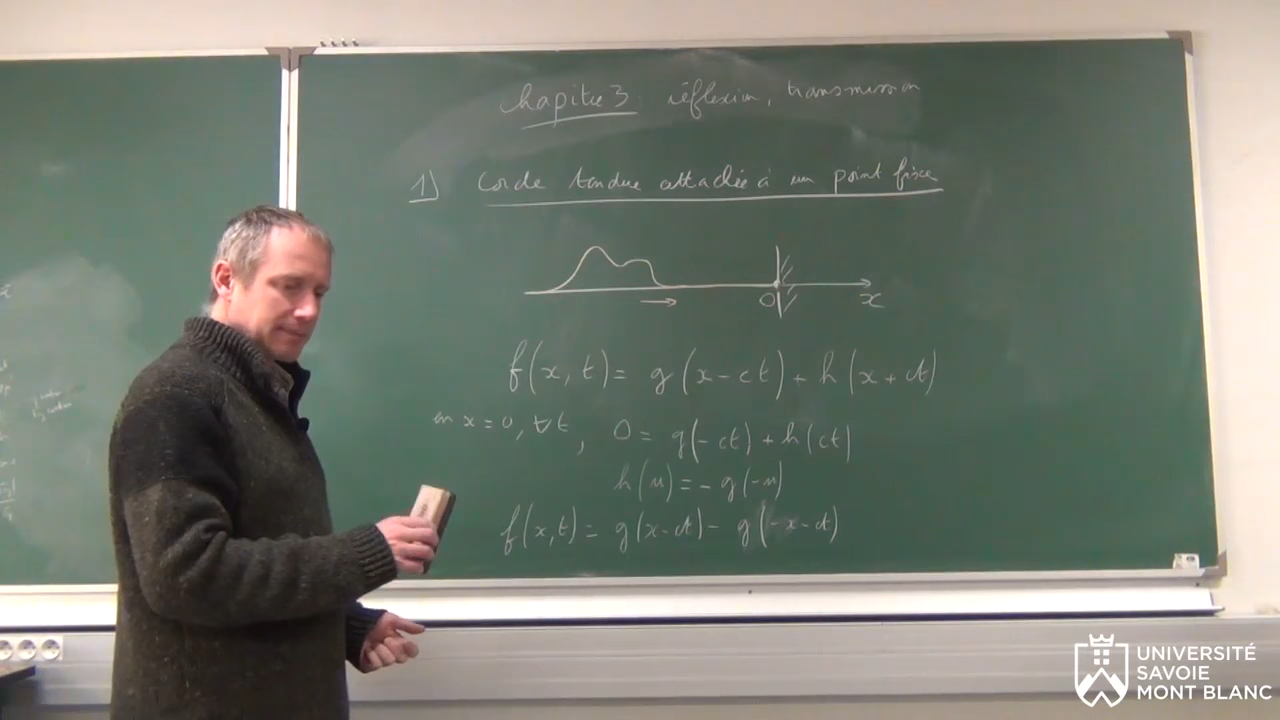 Chapitre 3 : réflexion, transmission
1) Corde tendue attachée à un point fixe
O
x
f(x,t) = g(x-ct) + h(x+ct)
en x=0, ∀t, 0 = g(-ct) + h(ct)
h(u) = - g(-u)
f(x,t) = g(x-ct) - g(-x-ct)
UNIVERSITÉ
SAVOIE
MONT BLANC